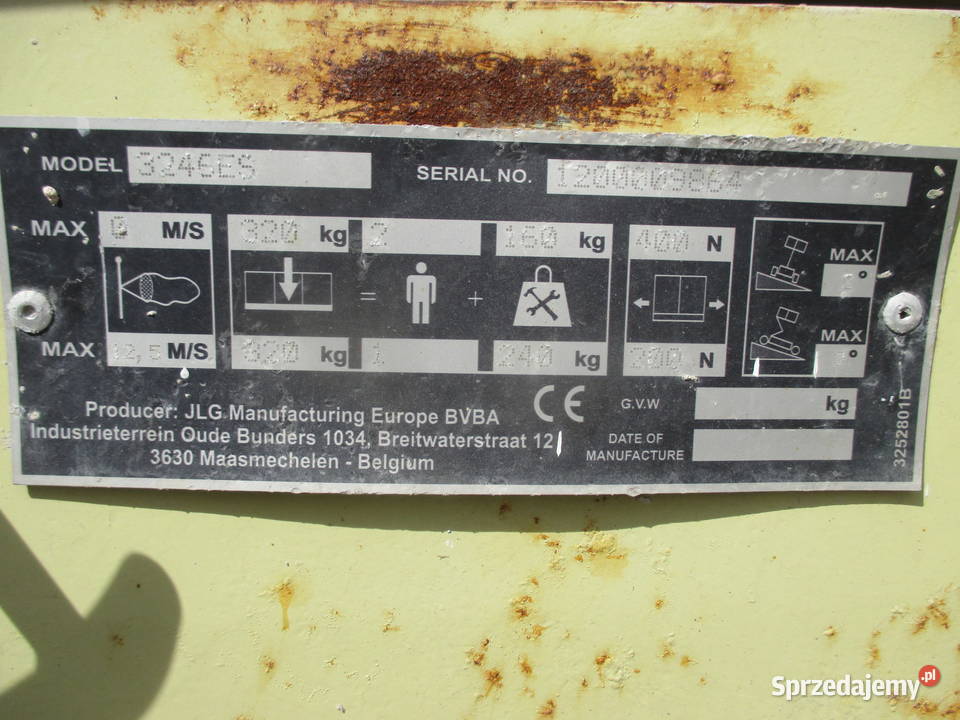 MODEL 3246ES SERIAL NO. 1200009864
MAX 0 M/S 320 kg 2 160 kg 400 N
= +
MAX °
MAX 12,5 M/S 320 kg 1 240 kg 200 N
MAX °
Producer: JLG Manufacturing Europe BVBA
Industrieterrein Oude Bunders 1034, Breitwaterstraat 12
3630 Maasmechelen - Belgium
CE
G.V.W kg
DATE OF
MANUFACTURE
3252801B
Sprzedajemy.pl